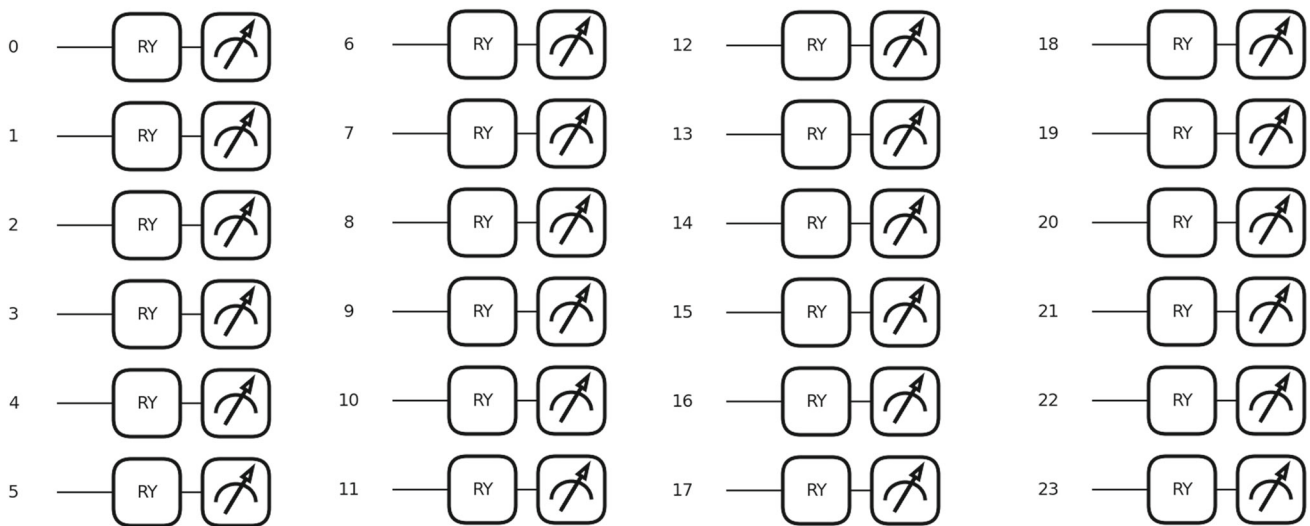 0 RY 6 RY 12 RY 18 RY
1 RY 7 RY 13 RY 19 RY
2 RY 8 RY 14 RY 20 RY
3 RY 9 RY 15 RY 21 RY
4 RY 10 RY 16 RY 22 RY
5 RY 11 RY 17 RY 23 RY